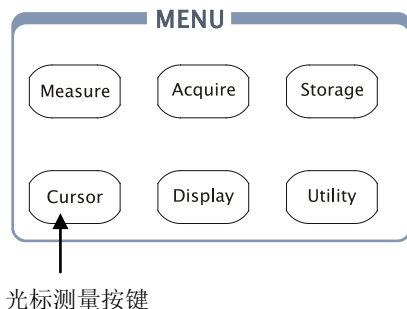 MENU
Measure Acquire Storage
Cursor Display Utility
光标测量按键